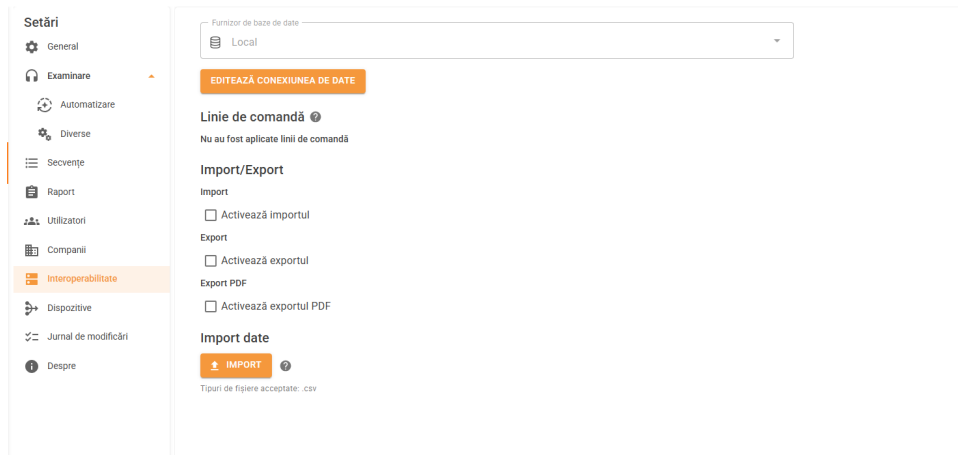 Setări
General
Examinare
Automatizare
Diverse
Secvențe
Raport
Utilizatori
Companii
Interoperabilitate
Dispozitive
Jurnal de modificări
Despre
Furnizor de baze de date
Local
EDITEAZĂ CONEXIUNEA DE DATE
Linie de comandă
Nu au fost aplicate linii de comandă
Import/Export
Import
Activează importul
Export
Activează exportul
Export PDF
Activează exportul PDF
Import date
IMPORT
Tipuri de fișiere acceptate: .csv